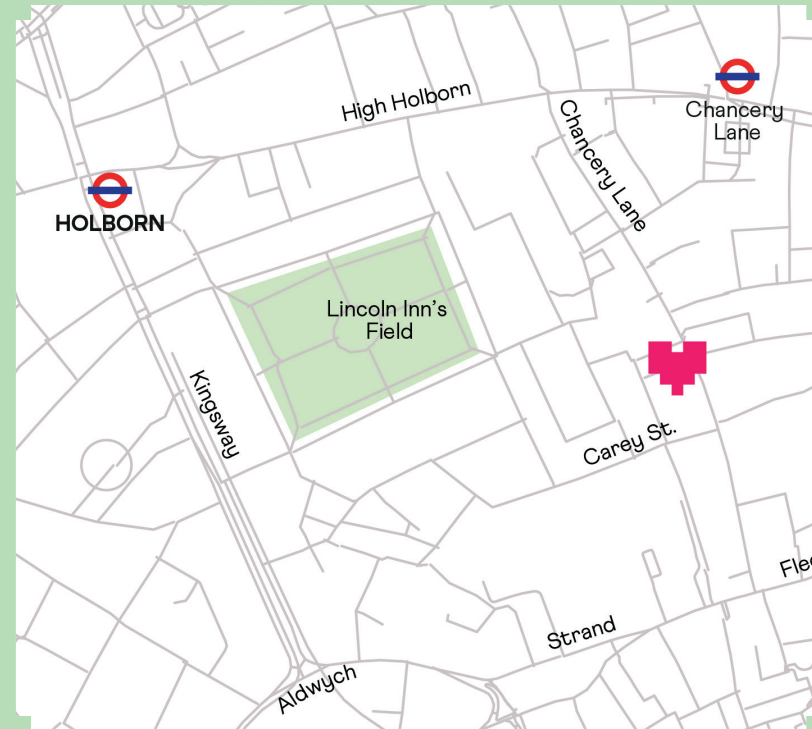 High Holborn
Chancery
Lane
Chancery Lane
HOLBORN
Lincoln Inn's
Field
Kingsway
Carey St.
Strand
Aldwych